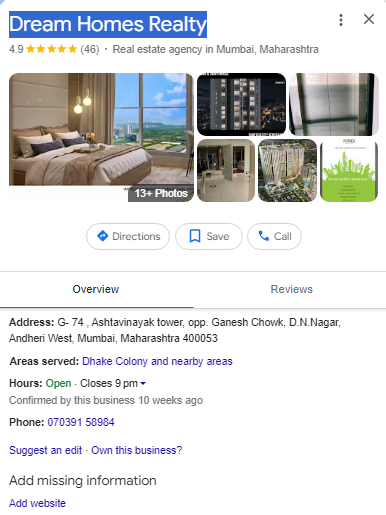 Dream Homes Realty
4.9 ★★★★★ (46) · Real estate agency in Mumbai, Maharashtra
13+ Photos
Directions
Save
Call
Overview
Reviews
Address: G- 74 , Ashtavinayak tower, opp. Ganesh Chowk, D.N.Nagar,
Andheri West, Mumbai, Maharashtra 400053
Areas served: Dhake Colony and nearby areas
Hours: Open · Closes 9 pm
Confirmed by this business 10 weeks ago
Phone: 070391 58984
Suggest an edit · Own this business?
Add missing information
Add website